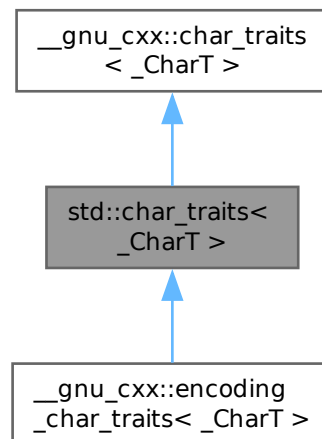 __gnu_cxx::char_traits
< _CharT >
std::char_traits<
_CharT >
__gnu_cxx::encoding
_char_traits< _CharT >